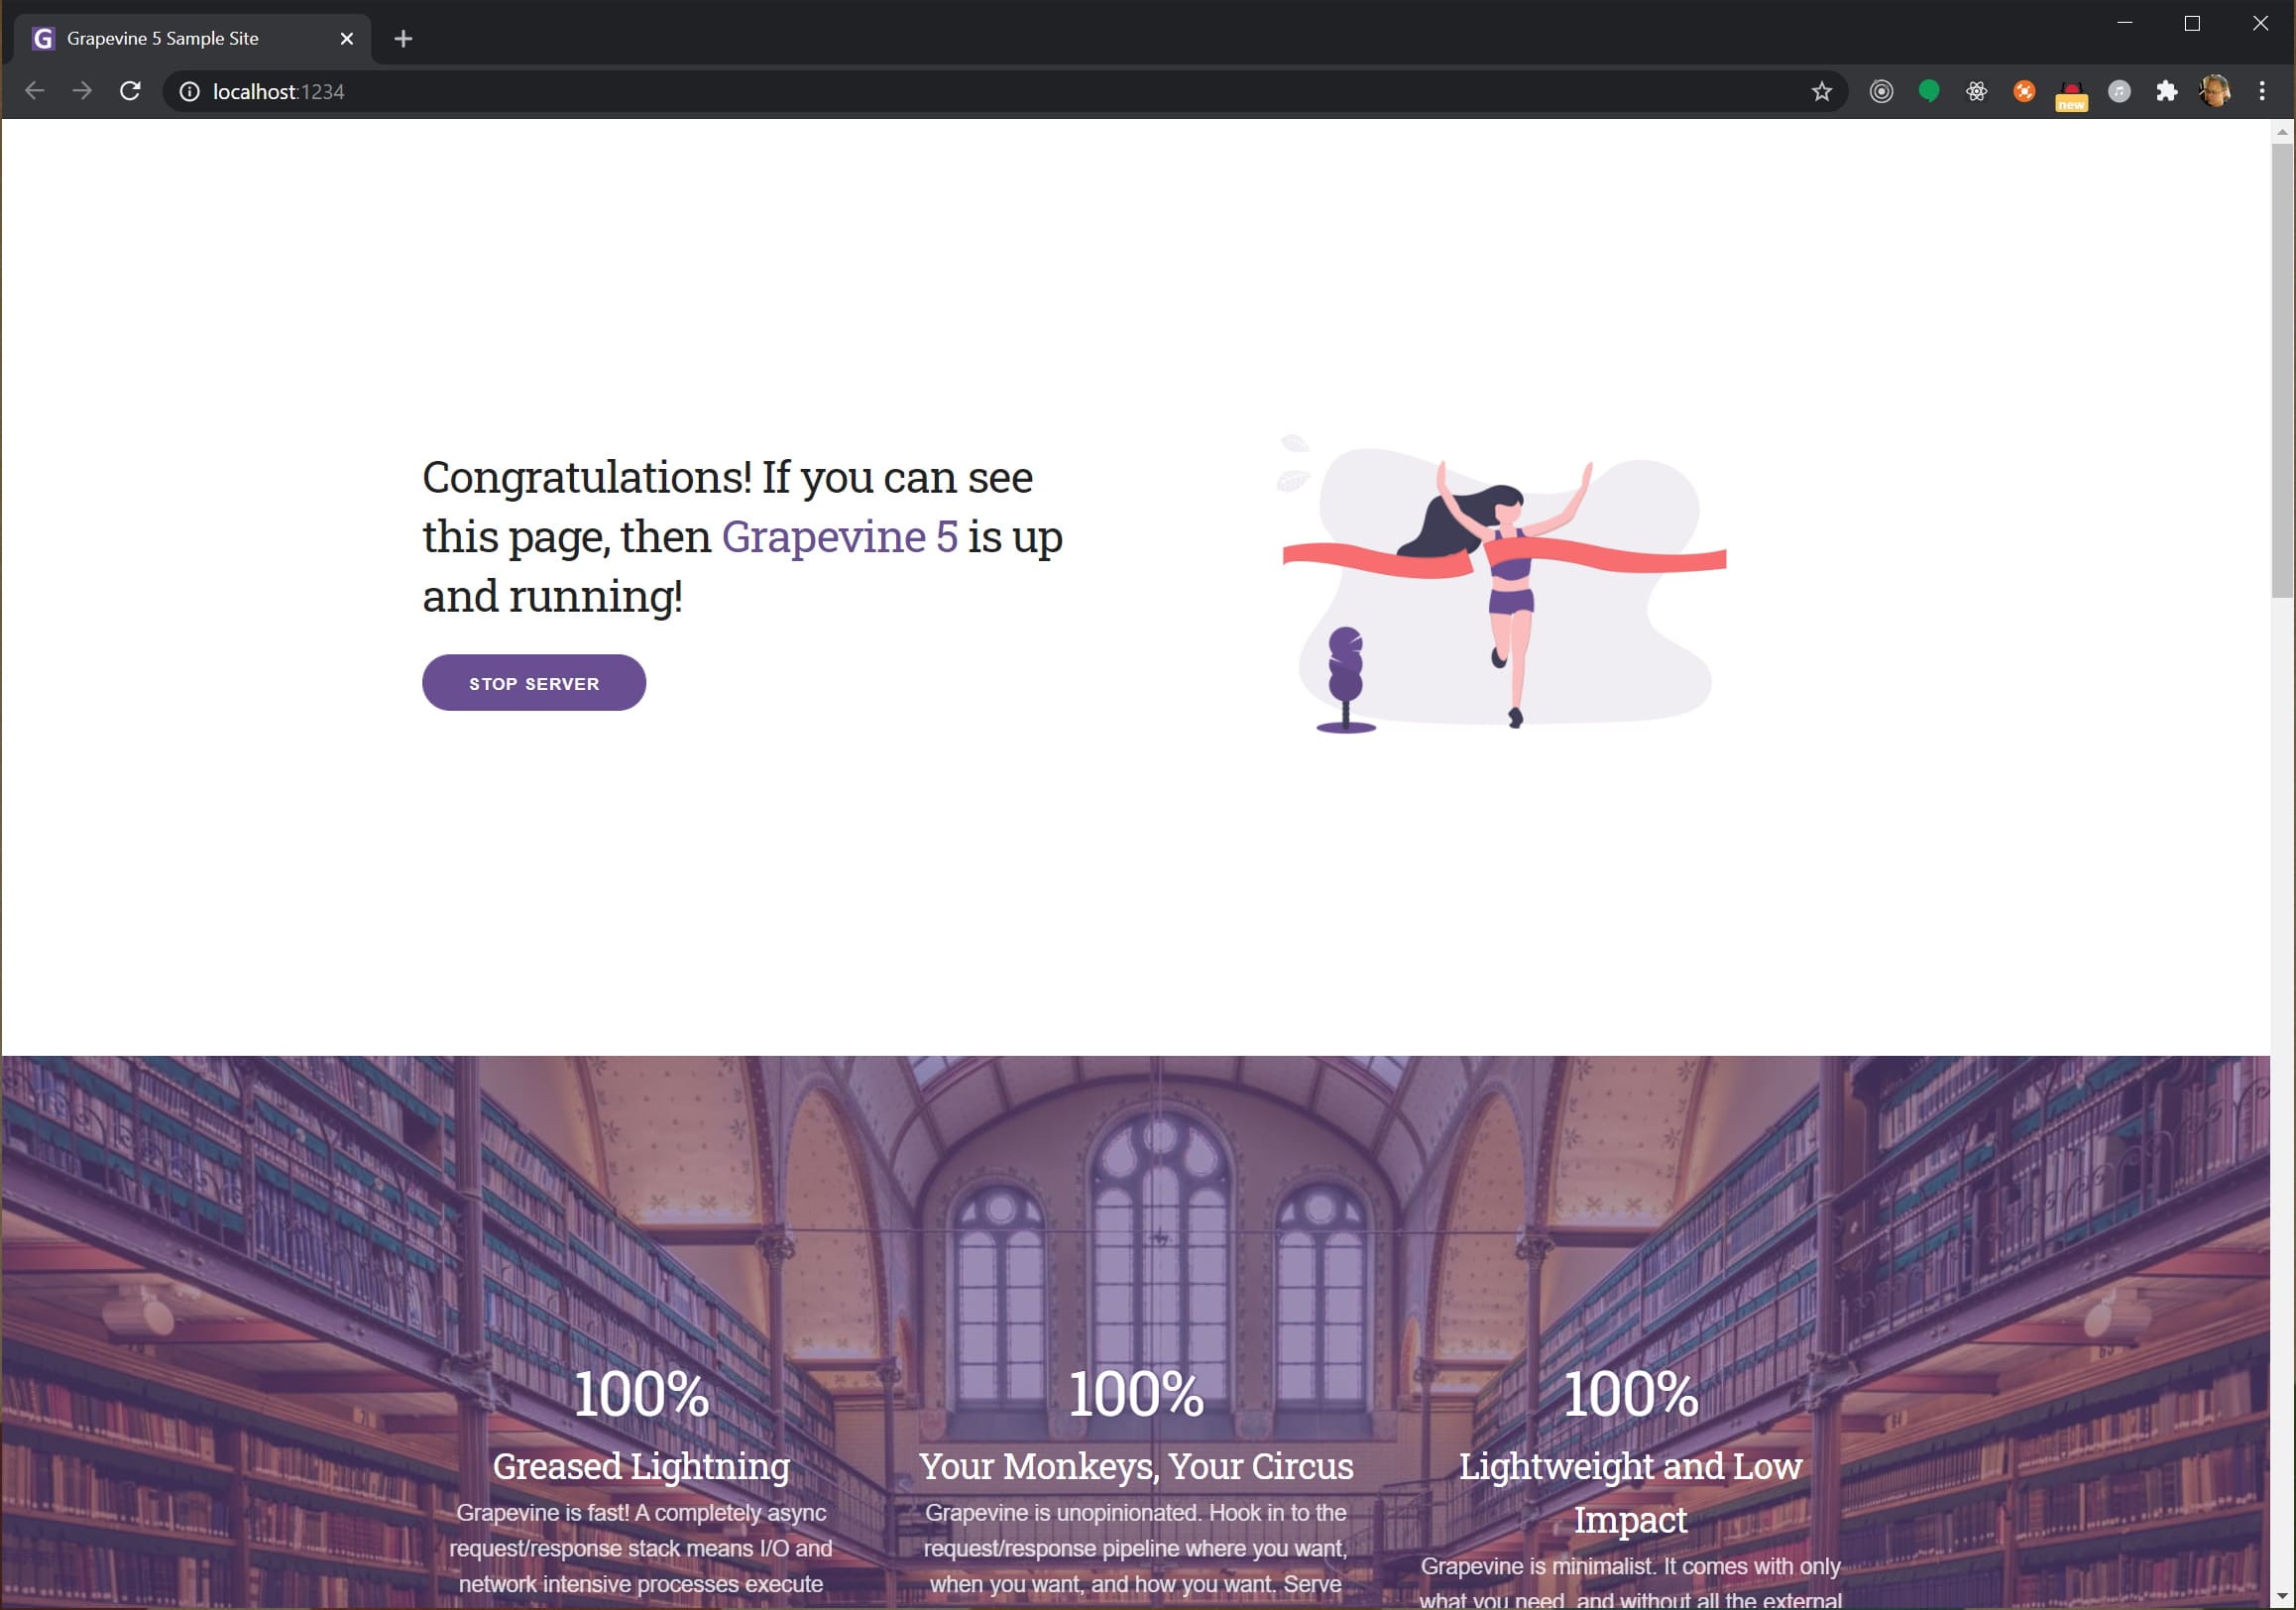 G Grapevine 5 Sample Site
localhost:1234
new
Congratulations! If you can see
this page, then Grapevine 5 is up
and running!
STOP SERVER
100%
Greased Lightning
Grapevine is fast! A completely async
request/response stack means I/O and
network intensive processes execute
100%
Your Monkeys, Your Circus
Grapevine is unopinionated. Hook in to the
request/response pipeline where you want,
when you want, and how you want. Serve
100%
Lightweight and Low
Impact
Grapevine is minimalist. It comes with only
what you need, and without all the external